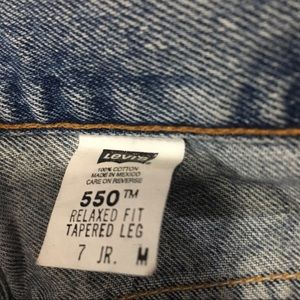 Levi's
100% COTTON
MADE IN MEXICO
CARE ON REVERSE
550™
RELAXED FIT
TAPERED LEG
7 JR. M